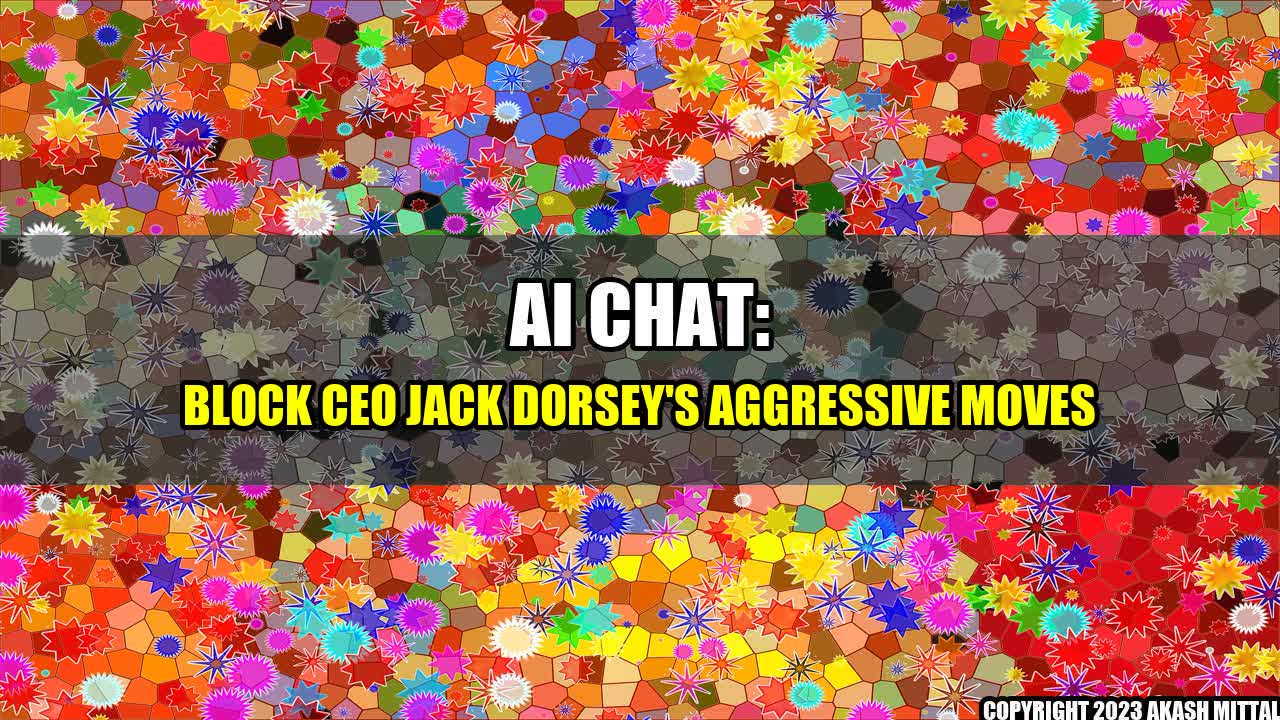 AI CHAT:
BLOCK CEO JACK DORSEY'S AGGRESSIVE MOVES
COPYRIGHT 2023 AKASH MITTAL